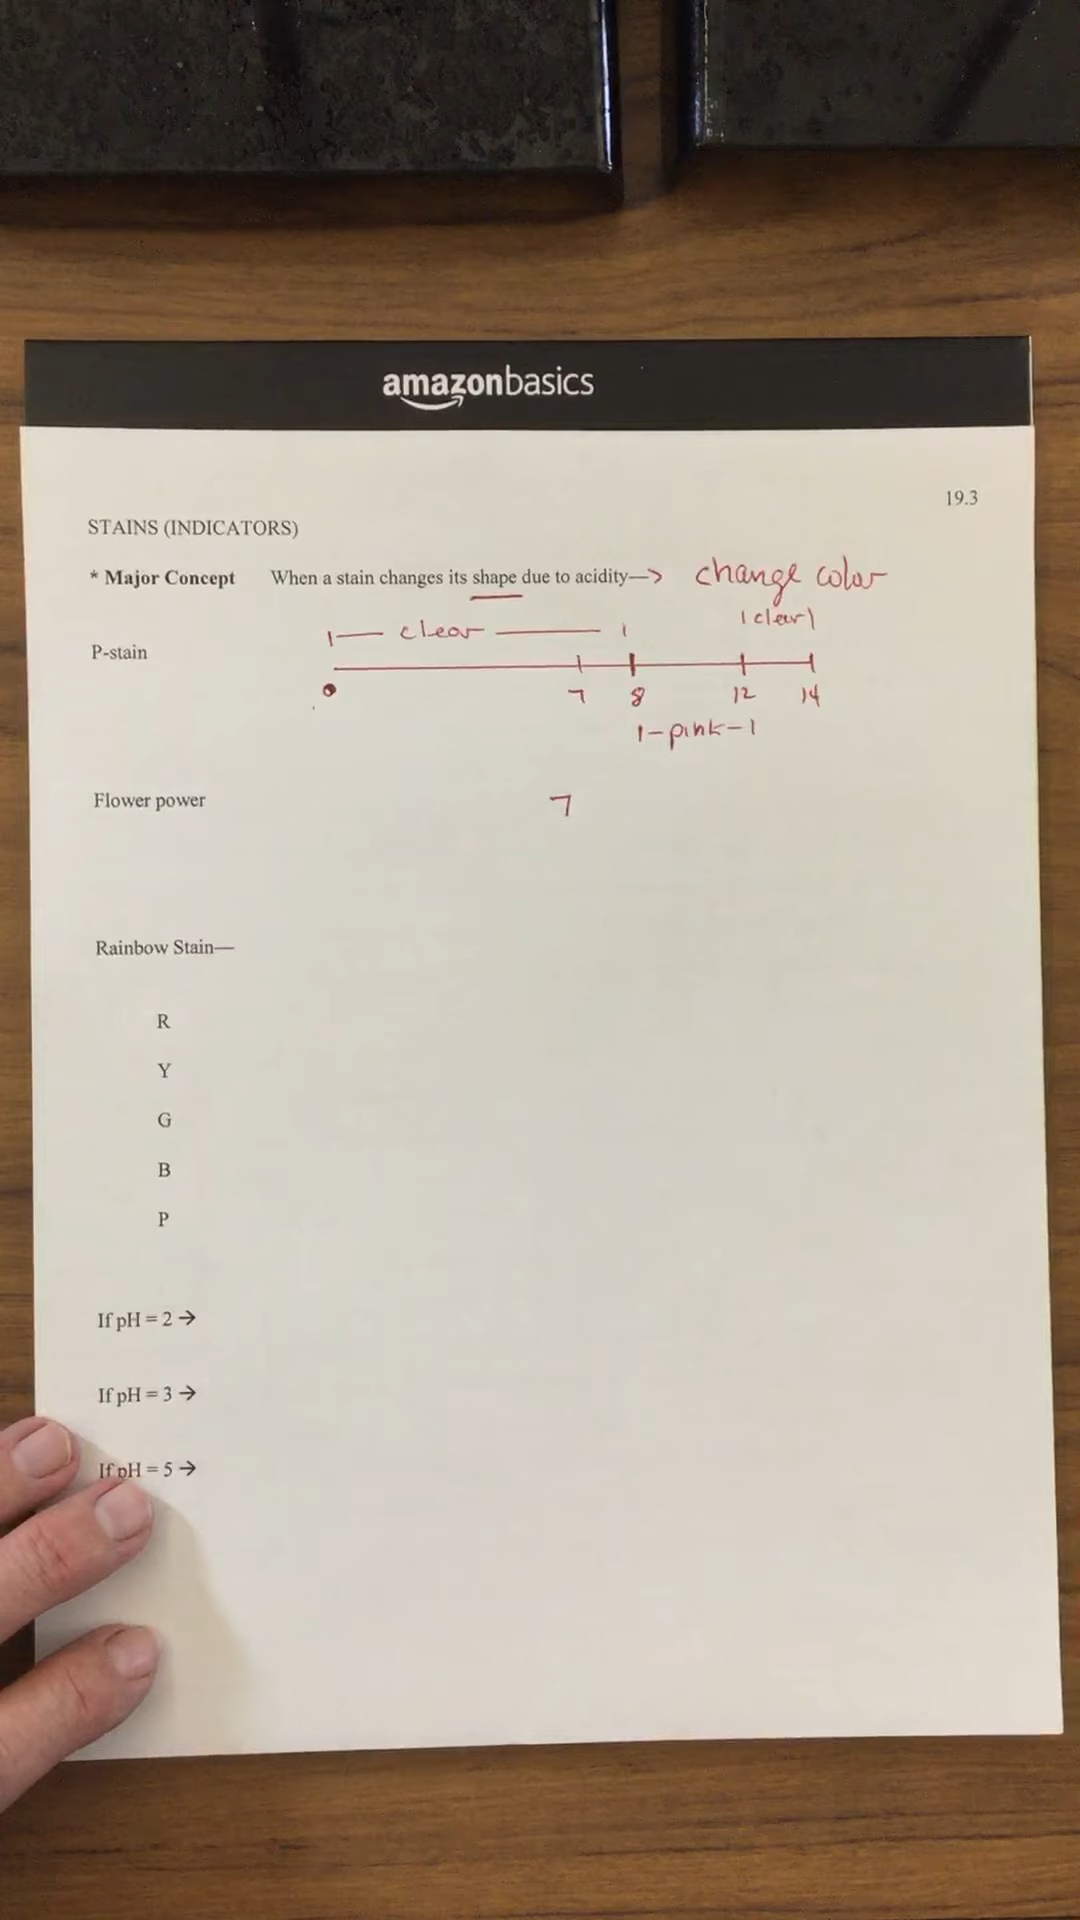 amazonbasics
19.3
STAINS (INDICATORS)
* Major Concept When a stain changes its shape due to acidity—> change color
|— clear — | |clear|
P-stain
0 7 8 12 14
|-pink-|
Flower power 7
Rainbow Stain—
R
Y
G
B
P
If pH = 2 →
If pH = 3 →
If pH = 5 →